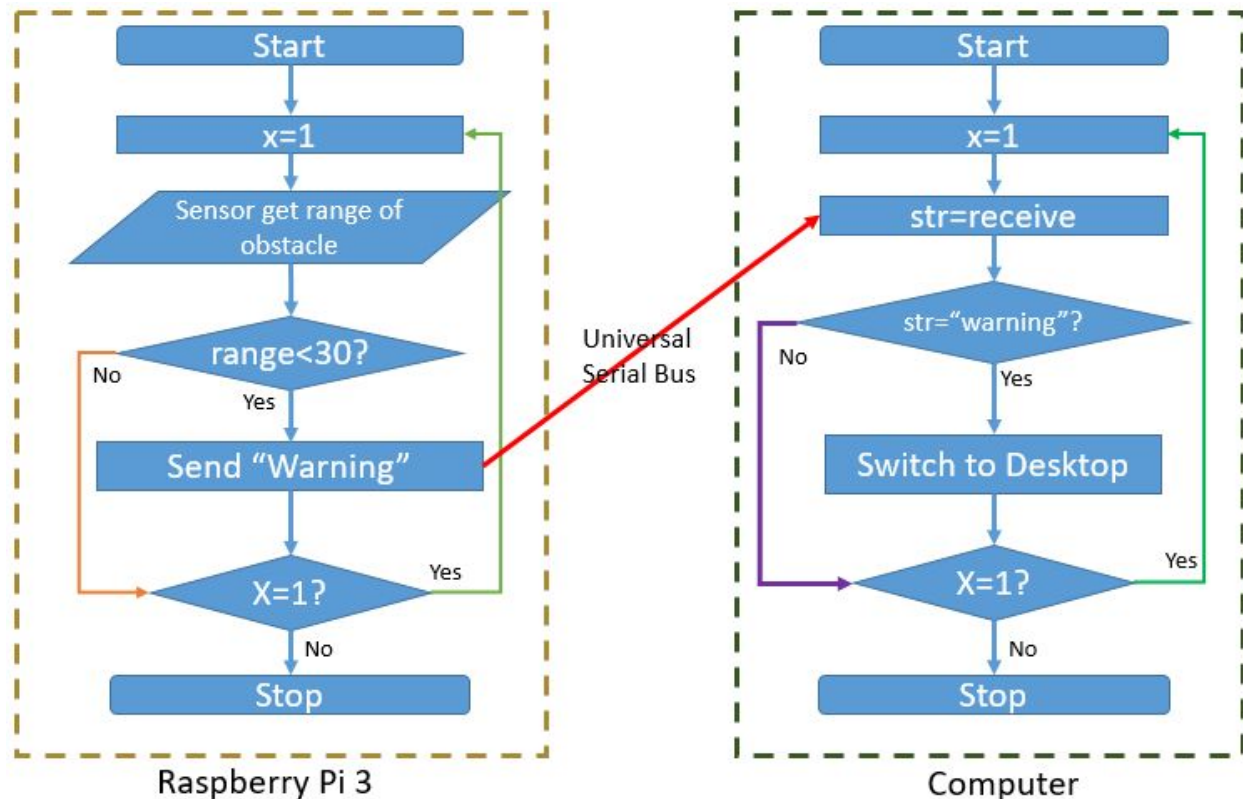 Start
x=1
Sensor get range of
obstacle
range<30?
No
Yes
Send “Warning”
X=1?
Yes
No
Stop
Raspberry Pi 3
Universal
Serial Bus
Start
x=1
str=receive
str=“warning”?
No
Yes
Switch to Desktop
X=1?
Yes
No
Stop
Computer